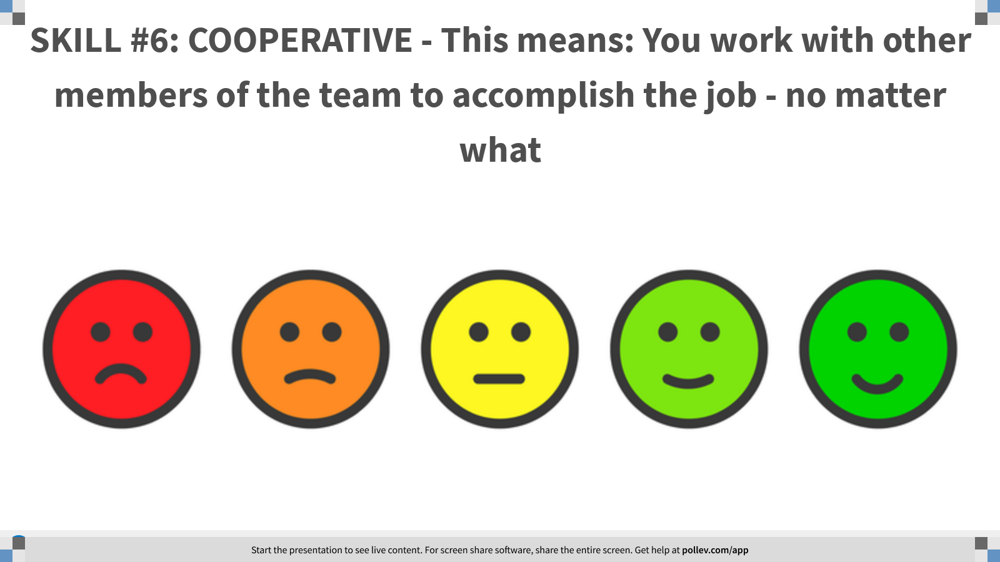 SKILL #6: COOPERATIVE - This means: You work with other
members of the team to accomplish the job - no matter
what
Start the presentation to see live content. For screen share software, share the entire screen. Get help at pollev.com/app